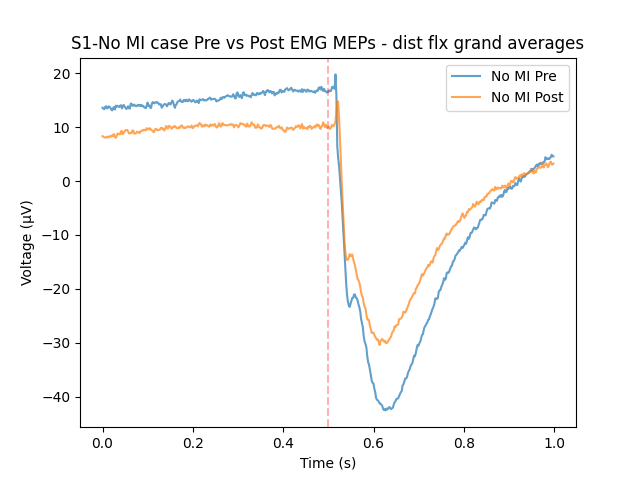 S1-No MI case Pre vs Post EMG MEPs - dist flx grand averages
No MI Pre
No MI Post
Voltage (µV)
20
10
0
−10
−20
−30
−40
0.0 0.2 0.4 0.6 0.8 1.0
Time (s)